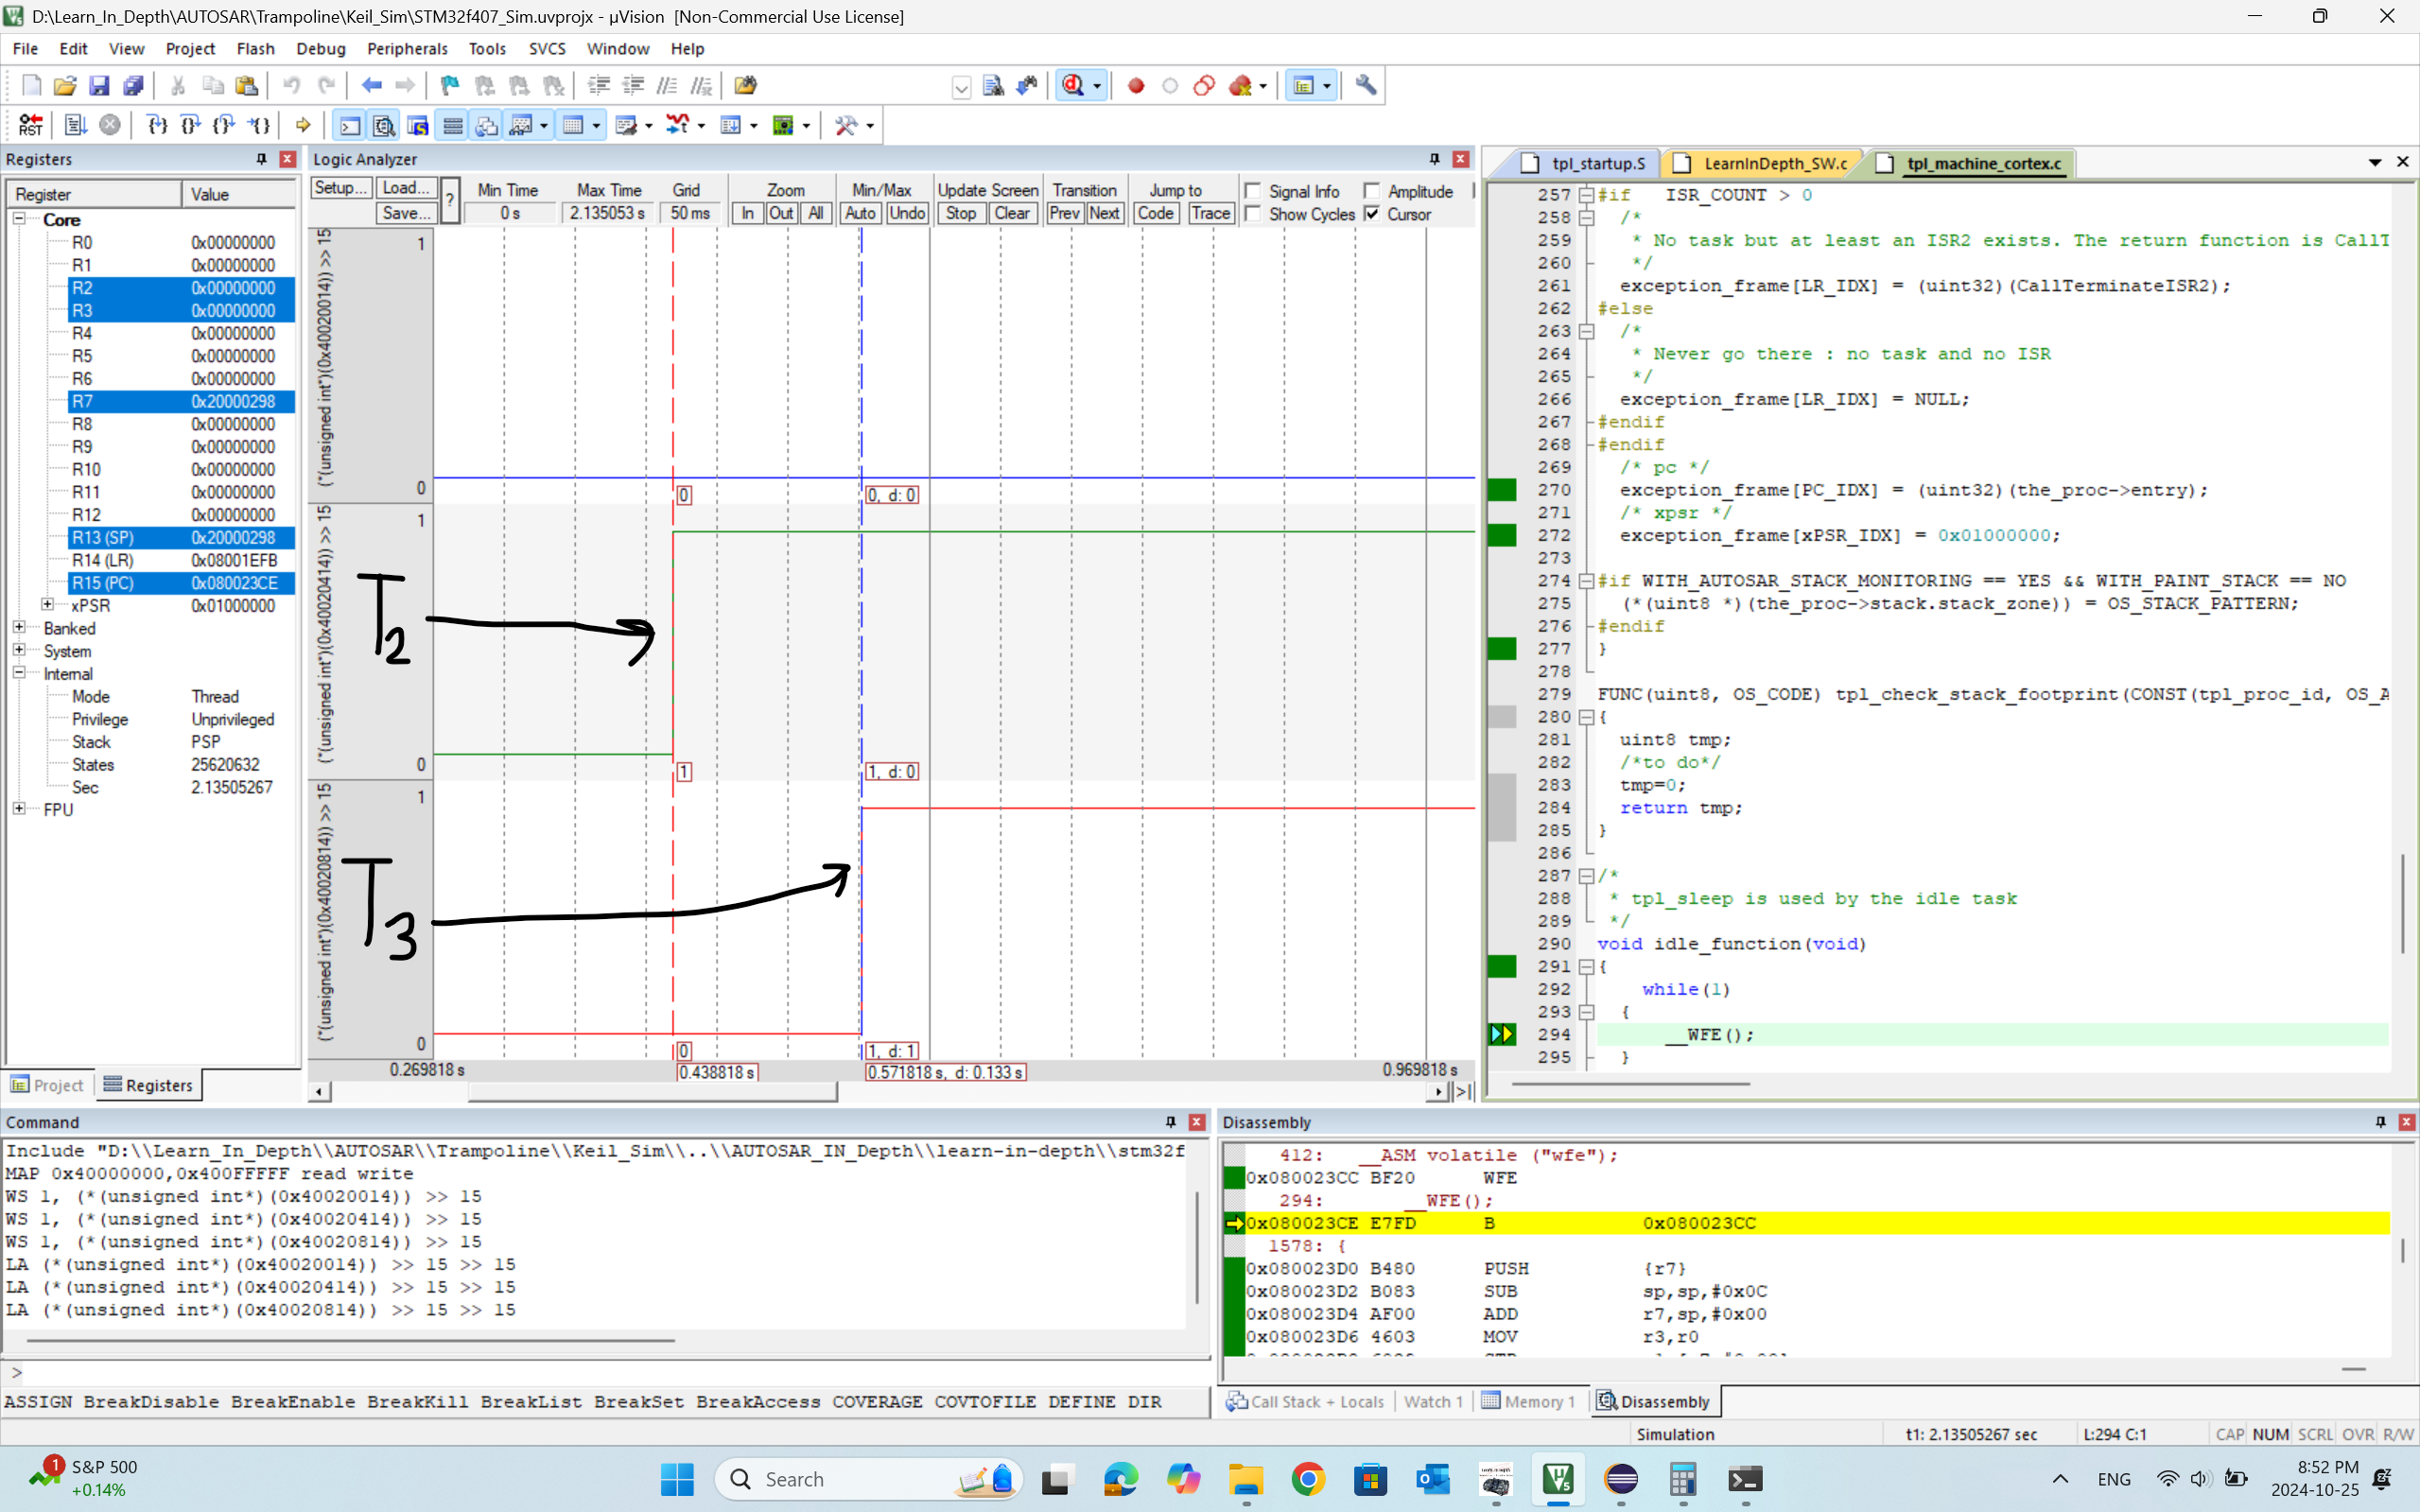 D:\Learn_In_Depth\AUTOSAR\Trampoline\Keil_Sim\STM32f407_Sim.uvprojx - µVision [Non-Commercial Use License]
File Edit View Project Flash Debug Peripherals Tools SVCS Window Help
Registers
Register Value
Core
R0 0x00000000
R1 0x00000000
R2 0x00000000
R3 0x00000000
R4 0x00000000
R5 0x00000000
R6 0x00000000
R7 0x20000298
R8 0x00000000
R9 0x00000000
R10 0x00000000
R11 0x00000000
R12 0x00000000
R13 (SP) 0x20000298
R14 (LR) 0x08001EFB
R15 (PC) 0x080023CE
xPSR 0x01000000
Banked
System
Internal
Mode Thread
Privilege Unprivileged
Stack PSP
States 25620632
Sec 2.13505267
FPU
Project Registers
Logic Analyzer
Setup... Load... ? Min Time Max Time Grid Zoom Min/Max Update Screen Transition Jump to Signal Info Amplitude
Save... 0 s 2.135053 s 50 ms In Out All Auto Undo Stop Clear Prev Next Code Trace Show Cycles Cursor
(*(unsigned int*)(0x40020014)) >> 15
1
0
0
0, d: 0
(*(unsigned int*)(0x40020414)) >> 15
1
0
T2
1
1, d: 0
(*(unsigned int*)(0x40020814)) >> 15
1
0
T3
0
1, d: 1
0.269818 s 0.438818 s 0.571818 s, d: 0.133 s 0.969818 s
tpl_startup.S LearnInDepth_SW.c tpl_machine_cortex.c
257 #if ISR_COUNT > 0
258 /*
259 * No task but at least an ISR2 exists. The return function is CallT
260 */
261 exception_frame[LR_IDX] = (uint32)(CallTerminateISR2);
262 #else
263 /*
264 * Never go there : no task and no ISR
265 */
266 exception_frame[LR_IDX] = NULL;
267 #endif
268 #endif
269 /* pc */
270 exception_frame[PC_IDX] = (uint32)(the_proc->entry);
271 /* xpsr */
272 exception_frame[xPSR_IDX] = 0x01000000;
273
274 #if WITH_AUTOSAR_STACK_MONITORING == YES && WITH_PAINT_STACK == NO
275 (*(uint8 *)(the_proc->stack.stack_zone)) = OS_STACK_PATTERN;
276 #endif
277 }
278
279 FUNC(uint8, OS_CODE) tpl_check_stack_footprint(CONST(tpl_proc_id, OS_A
280 {
281 uint8 tmp;
282 /*to do*/
283 tmp=0;
284 return tmp;
285 }
286
287 /*
288 * tpl_sleep is used by the idle task
289 */
290 void idle_function(void)
291 {
292 while(1)
293 {
294 __WFE();
295 }
Command
Include "D:\\Learn_In_Depth\\AUTOSAR\\Trampoline\\Keil_Sim\\..\\AUTOSAR_IN_Depth\\learn-in-depth\\stm32f
MAP 0x40000000,0x400FFFFF read write
WS 1, (*(unsigned int*)(0x40020014)) >> 15
WS 1, (*(unsigned int*)(0x40020414)) >> 15
WS 1, (*(unsigned int*)(0x40020814)) >> 15
LA (*(unsigned int*)(0x40020014)) >> 15 >> 15
LA (*(unsigned int*)(0x40020414)) >> 15 >> 15
LA (*(unsigned int*)(0x40020814)) >> 15 >> 15
>
ASSIGN BreakDisable BreakEnable BreakKill BreakList BreakSet BreakAccess COVERAGE COVTOFILE DEFINE DIR
Disassembly
412: __ASM volatile ("wfe");
0x080023CC BF20 WFE
294: __WFE();
0x080023CE E7FD B 0x080023CC
1578: {
0x080023D0 B480 PUSH {r7}
0x080023D2 B083 SUB sp,sp,#0x0C
0x080023D4 AF00 ADD r7,sp,#0x00
0x080023D6 4603 MOV r3,r0
Call Stack + Locals Watch 1 Memory 1 Disassembly
Simulation t1: 2.13505267 sec L:294 C:1 CAP NUM SCRL OVR R/W
1 S&P 500
+0.14%
Search
ENG
8:52 PM
2024-10-25